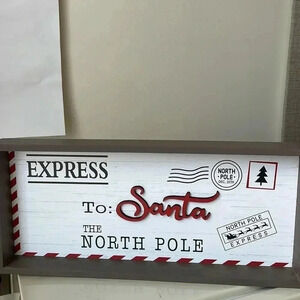 EXPRESS
NORTH
POLE
To: Santa
THE
NORTH POLE
NORTH POLE
EXPRESS